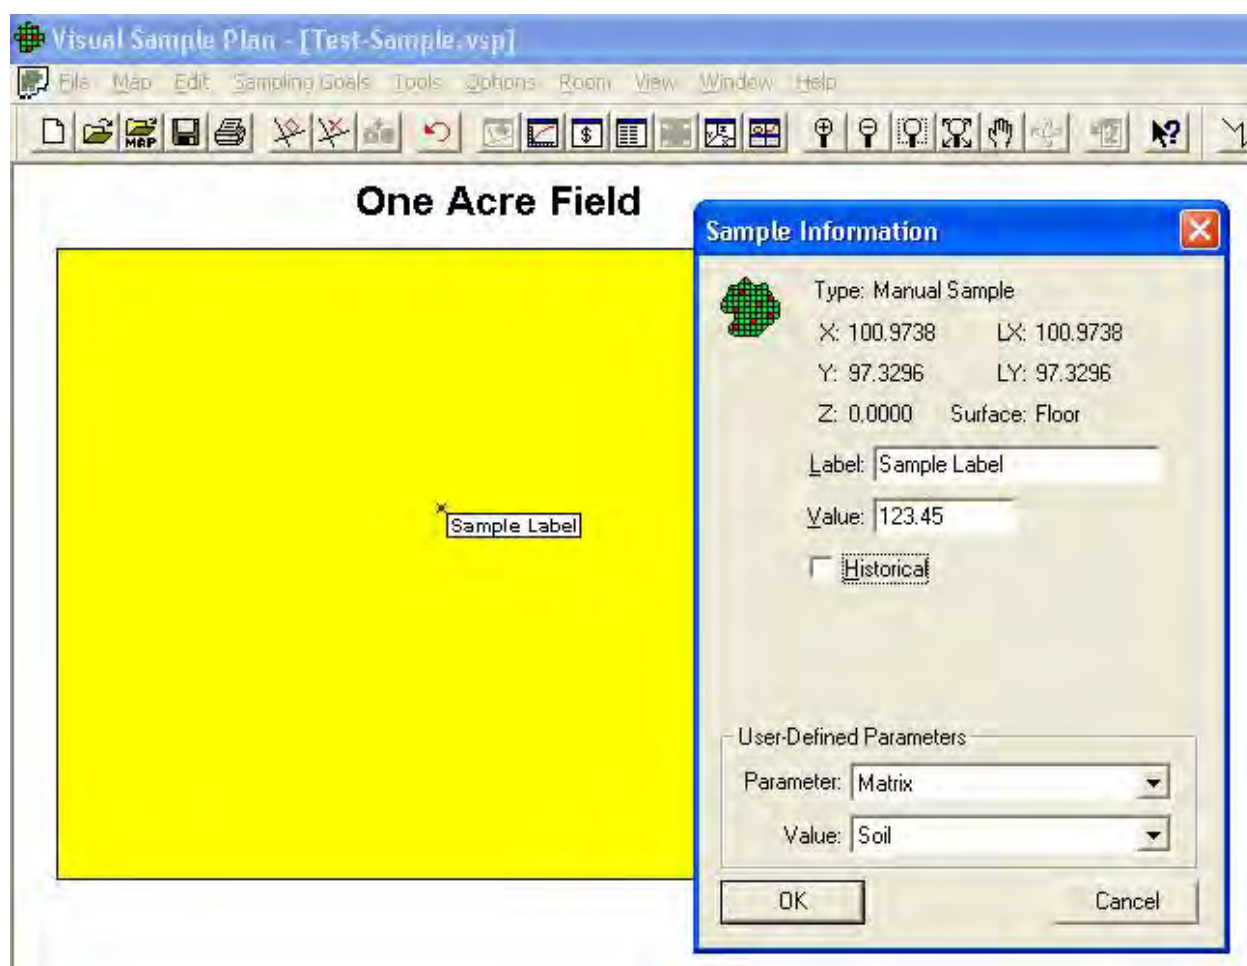 Visual Sample Plan - [Test-Sample.vsp]
File Map Edit Sampling Goals Tools Options Room View Window Help
MAP $ ?
One Acre Field
Sample Information
Type: Manual Sample
X: 100.9738 LX: 100.9738
Y: 97.3296 LY: 97.3296
Z: 0.0000 Surface: Floor
Label: Sample Label
Value: 123.45
Historical
Sample Label
User-Defined Parameters
Parameter: Matrix
Value: Soil
OK Cancel